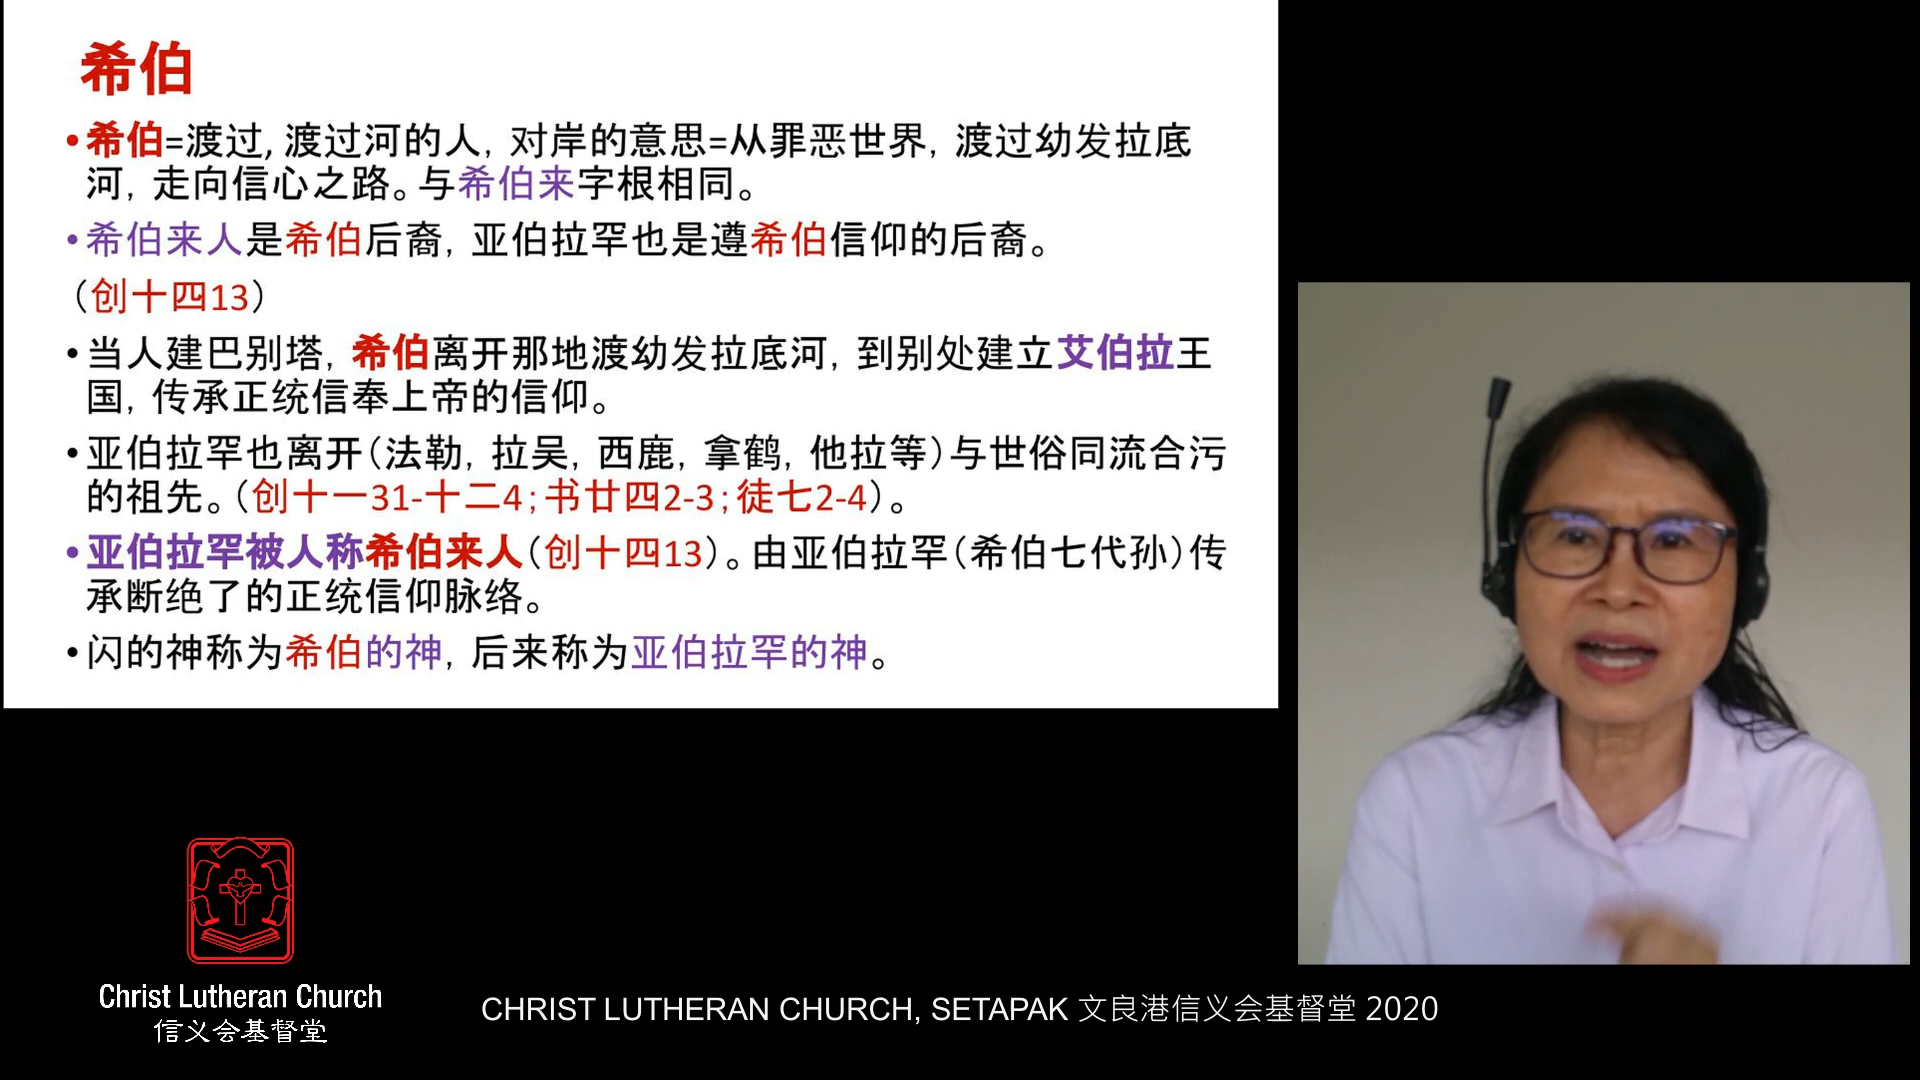 希伯
•希伯=渡过, 渡过河的人，对岸的意思=从罪恶世界，渡过幼发拉底
河，走向信心之路。与希伯来字根相同。
•希伯来人是希伯后裔，亚伯拉罕也是遵希伯信仰的后裔。
（创十四13）
•当人建巴别塔，希伯离开那地渡幼发拉底河，到别处建立艾伯拉王
国，传承正统信奉上帝的信仰。
•亚伯拉罕也离开（法勒，拉吴，西鹿，拿鹤，他拉等）与世俗同流合污
的祖先。（创十一31-十二4；书廿四2-3；徒七2-4）。
•亚伯拉罕被人称希伯来人（创十四13）。由亚伯拉罕（希伯七代孙）传
承断绝了的正统信仰脉络。
•闪的神称为希伯的神，后来称为亚伯拉罕的神。
Christ Lutheran Church
信义会基督堂
CHRIST LUTHERAN CHURCH, SETAPAK 文良港信义会基督堂 2020